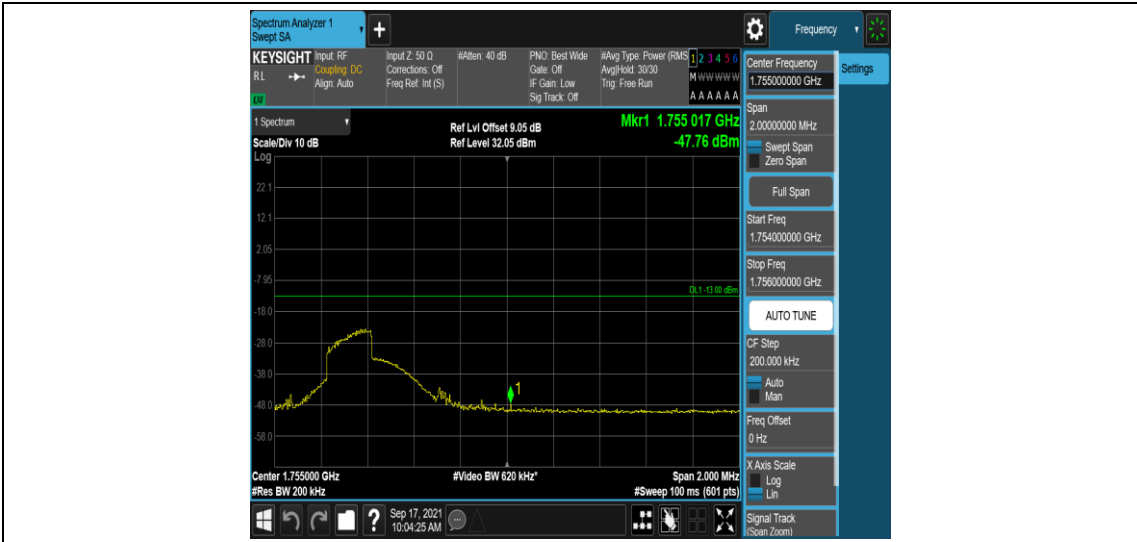 Spectrum Analyzer 1
Swept SA
+
Frequency
KEYSIGHT
RL
LXI
Input: RF
Coupling: DC
Align: Auto
Input Z: 50 Ω
Corrections: Off
Freq Ref: Int (S)
#Atten: 40 dB
PNO: Best Wide
Gate: Off
IF Gain: Low
Sig Track: Off
#Avg Type: Power (RMS
Avg|Hold: 30/30
Trig: Free Run
1 2 3 4 5 6
M W W W W W
A A A A A A
1 Spectrum
Scale/Div 10 dB
Log
Ref Lvl Offset 9.05 dB
Ref Level 32.05 dBm
Mkr1 1.755 017 GHz
-47.76 dBm
22.1
12.1
2.05
-7.95
DL1 -13.00 dBm
-18.0
-28.0
-38.0
1
-48.0
-58.0
Center 1.755000 GHz
#Video BW 620 kHz*
Span 2.000 MHz
#Res BW 200 kHz
#Sweep 100 ms (601 pts)
?
Sep 17, 2021
10:04:25 AM
Settings
Center Frequency
1.755000000 GHz
Span
2.00000000 MHz
Swept Span
Zero Span
Full Span
Start Freq
1.754000000 GHz
Stop Freq
1.756000000 GHz
AUTO TUNE
CF Step
200.000 kHz
Auto
Man
Freq Offset
0 Hz
X Axis Scale
Log
Lin
Signal Track
(Span Zoom)